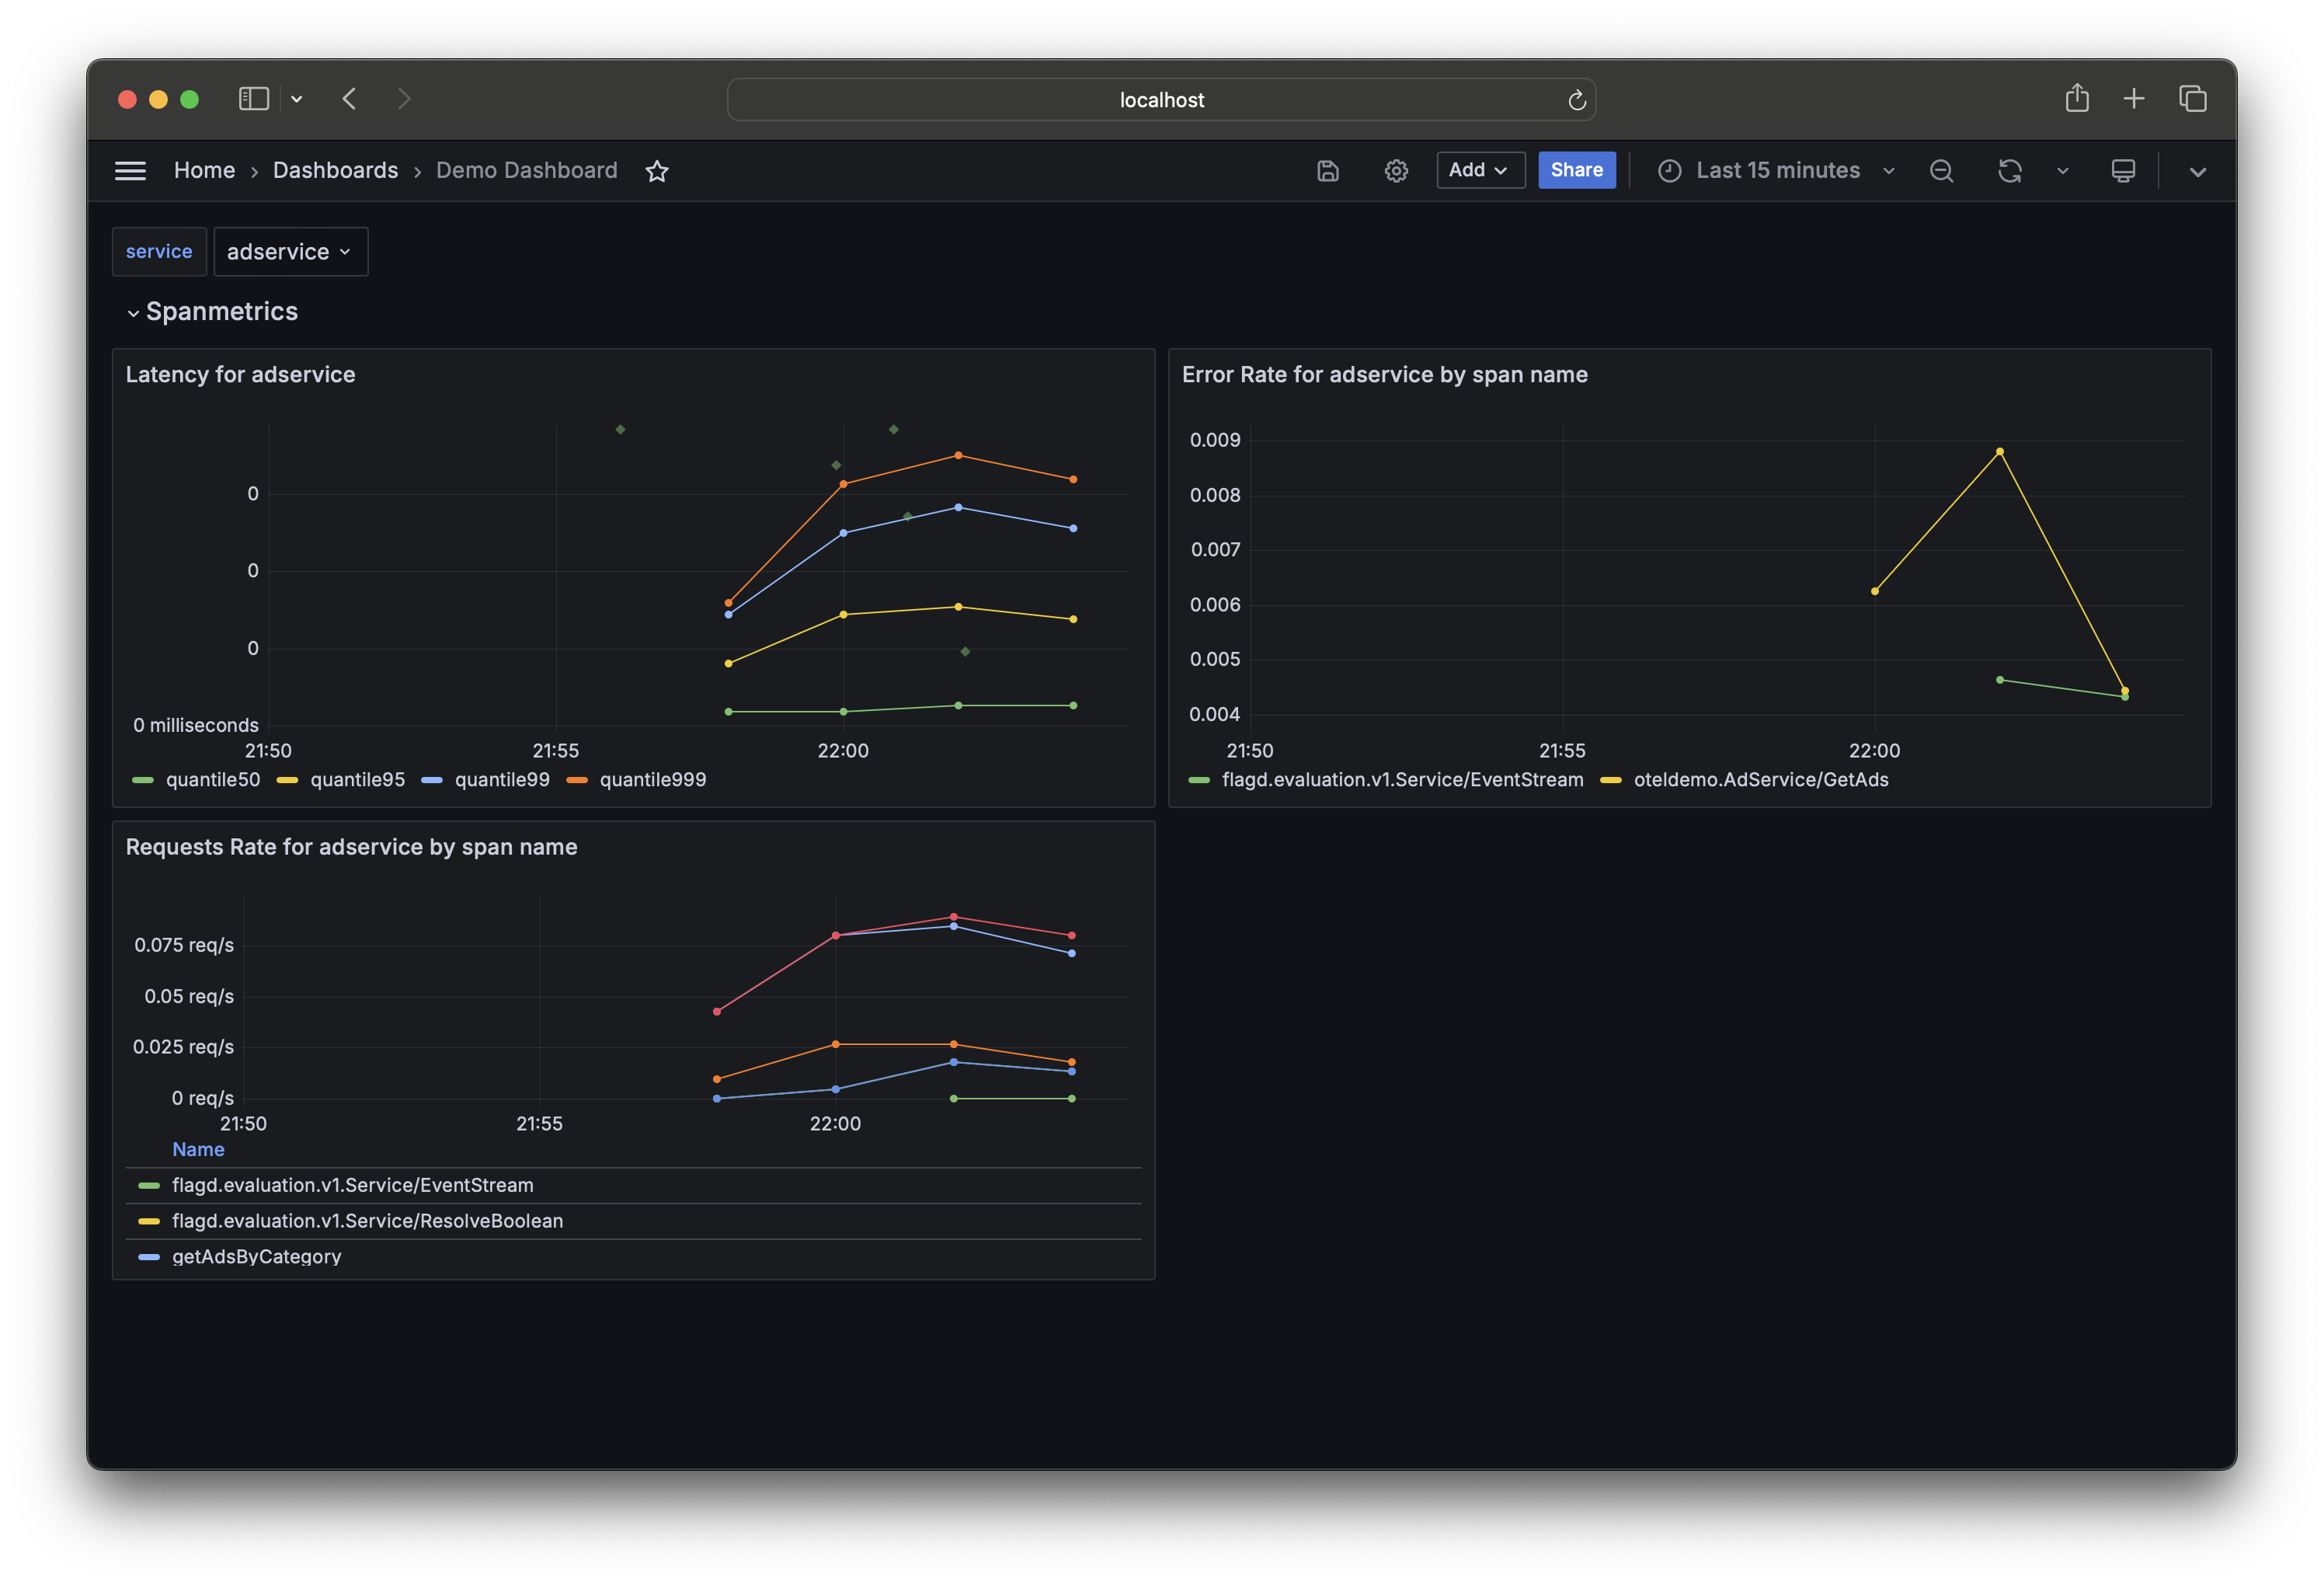 localhost
Home › Dashboards › Demo Dashboard
Add
Share
Last 15 minutes
service
adservice
Spanmetrics
Latency for adservice
0
0
0
0 milliseconds
21:50 21:55 22:00
quantile50 quantile95 quantile99 quantile999
Error Rate for adservice by span name
0.009
0.008
0.007
0.006
0.005
0.004
21:50 21:55 22:00
flagd.evaluation.v1.Service/EventStream oteldemo.AdService/GetAds
Requests Rate for adservice by span name
0.075 req/s
0.05 req/s
0.025 req/s
0 req/s
21:50 21:55 22:00
Name
flagd.evaluation.v1.Service/EventStream
flagd.evaluation.v1.Service/ResolveBoolean
getAdsByCategory